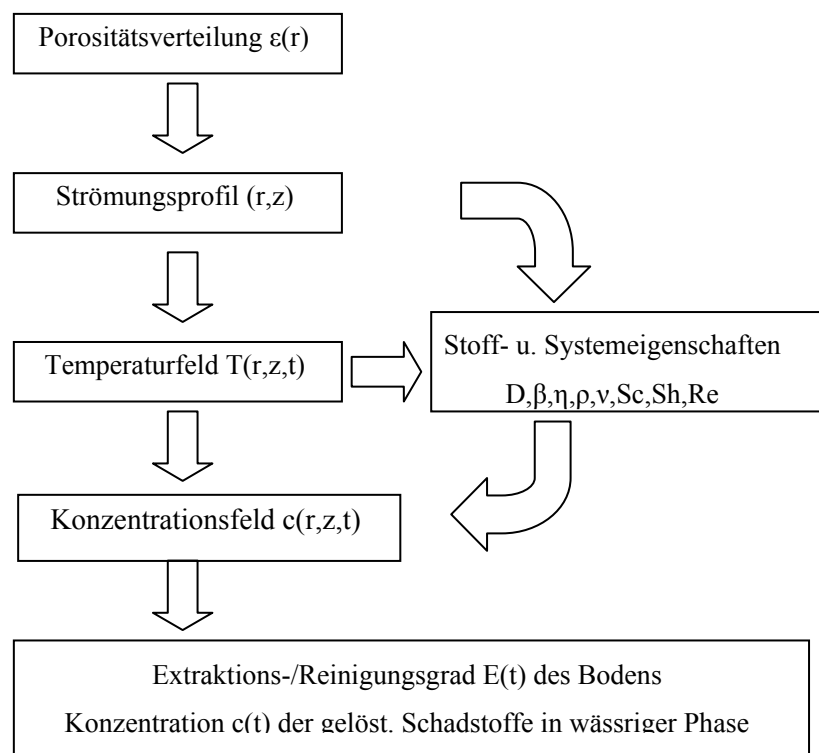 Porositätsverteilung ε(r)
Strömungsprofil (r,z)
Temperaturfeld T(r,z,t)
Stoff- u. Systemeigenschaften
D,β,η,ρ,ν,Sc,Sh,Re
Konzentrationsfeld c(r,z,t)
Extraktions-/Reinigungsgrad E(t) des Bodens
Konzentration c(t) der gelöst. Schadstoffe in wässriger Phase